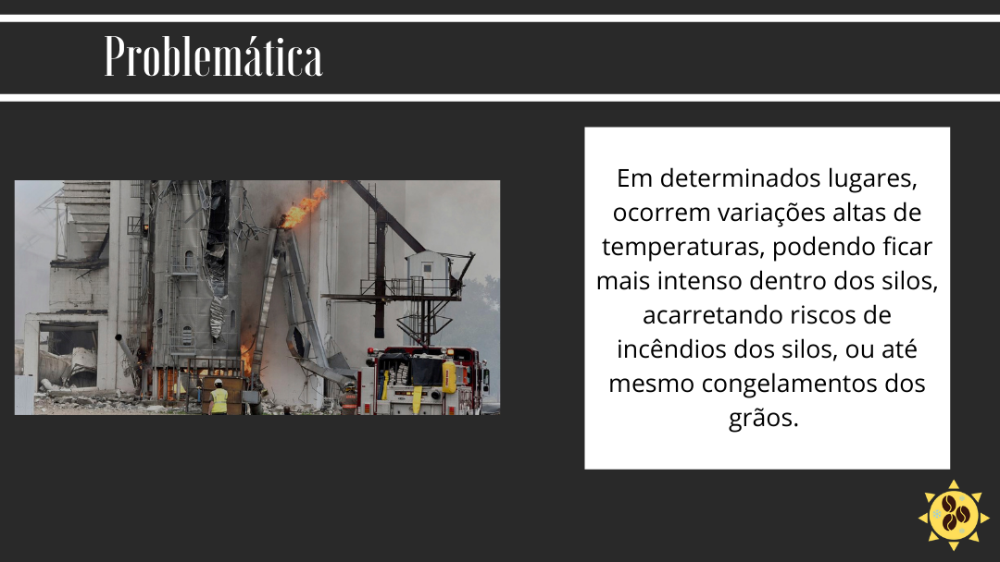 Problemática
Em determinados lugares,
ocorrem variações altas de
temperaturas, podendo ficar
mais intenso dentro dos silos,
acarretando riscos de
incêndios dos silos, ou até
mesmo congelamentos dos
grãos.